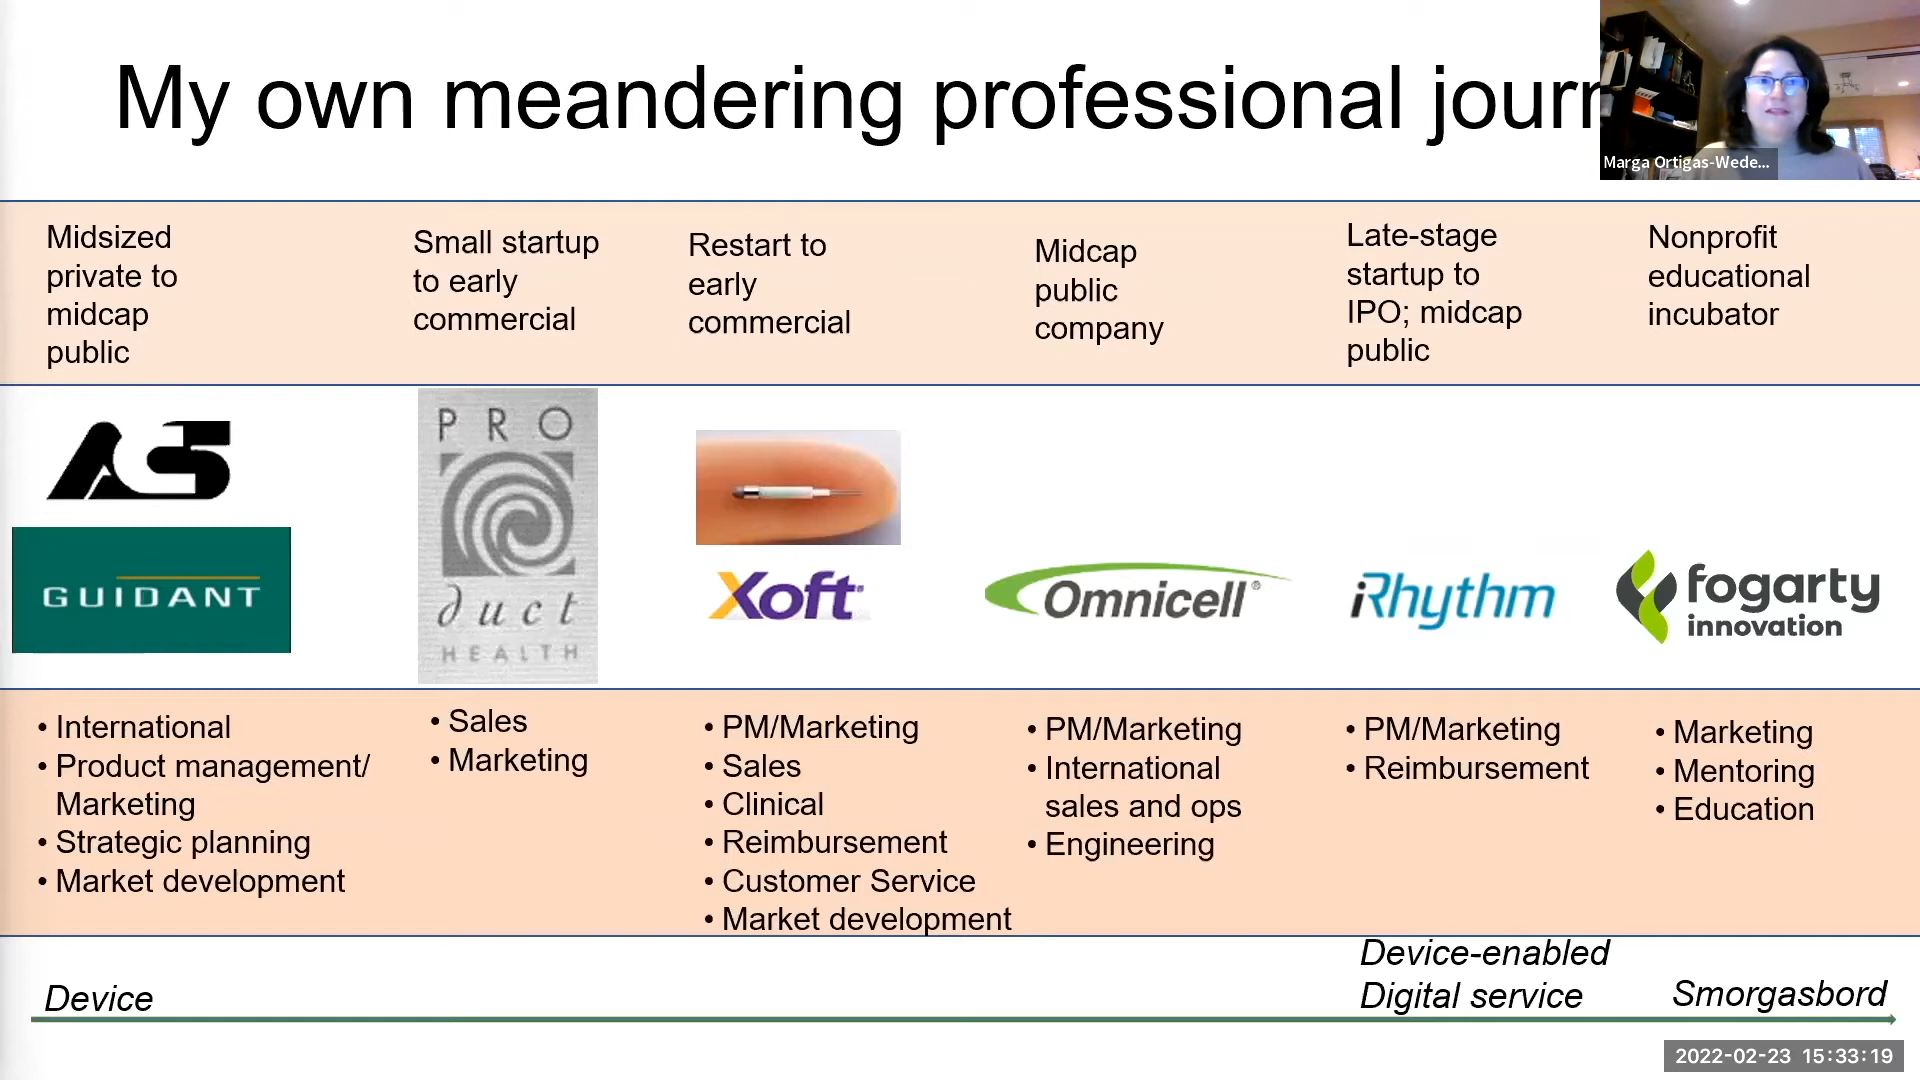 My own meandering professional journ
Marga Ortigas-Wede...
Midsized
private to
midcap
public
Small startup
to early
commercial
Restart to
early
commercial
Midcap
public
company
Late-stage
startup to
IPO; midcap
public
Nonprofit
educational
incubator
ACS
GUIDANT
PRO
duct
HEALTH
Xoft®
Omnicell®
iRhythm
fogarty
innovation
• International
• Product management/
Marketing
• Strategic planning
• Market development
• Sales
• Marketing
• PM/Marketing
• Sales
• Clinical
• Reimbursement
• Customer Service
• Market development
• PM/Marketing
• International
sales and ops
• Engineering
• PM/Marketing
• Reimbursement
• Marketing
• Mentoring
• Education
Device
Device-enabled
Digital service
Smorgasbord
2022-02-23 15:33:19